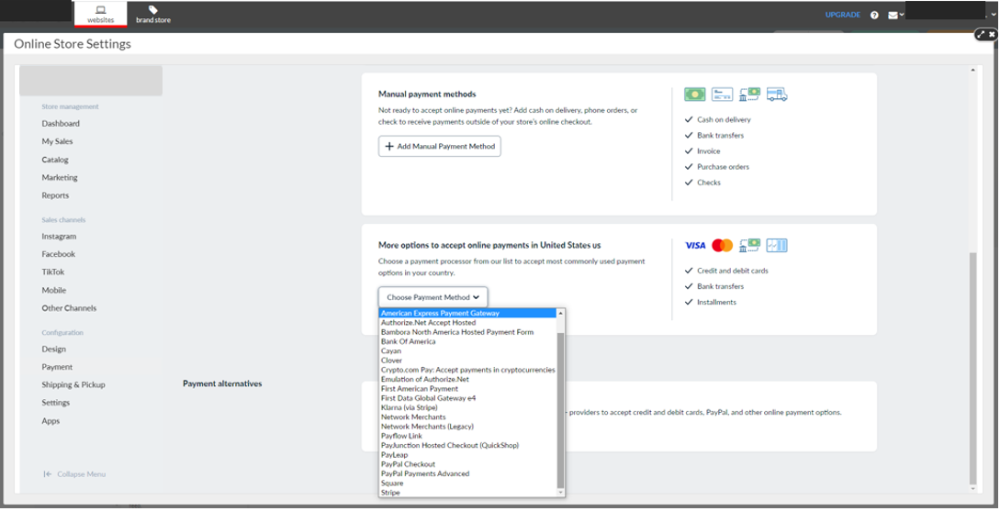 websites
brand store
UPGRADE
Online Store Settings
Store management
Dashboard
My Sales
Catalog
Marketing
Reports
Sales channels
Instagram
Facebook
TikTok
Mobile
Other Channels
Configuration
Design
Payment
Shipping & Pickup
Settings
Apps
Collapse Menu
Manual payment methods
Not ready to accept online payments yet? Add cash on delivery, phone orders, or
check to receive payments outside of your store's online checkout.
+ Add Manual Payment Method
Cash on delivery
Bank transfers
Invoice
Purchase orders
Checks
More options to accept online payments in United States us
Choose a payment processor from our list to accept most commonly used payment
options in your country.
Choose Payment Method
VISA
Credit and debit cards
Bank transfers
Installments
American Express Payment Gateway
Authorize.Net Accept Hosted
Bambora North America Hosted Payment Form
Bank Of America
Cayan
Clover
Crypto.com Pay: Accept payments in cryptocurrencies
Emulation of Authorize.Net
First American Payment
First Data Global Gateway e4
Klarna (via Stripe)
Network Merchants
Network Merchants (Legacy)
Payflow Link
PayJunction Hosted Checkout (QuickShop)
PayLeap
PayPal Checkout
PayPal Payments Advanced
Square
Stripe
Payment alternatives
providers to accept credit and debit cards, PayPal, and other online payment options.